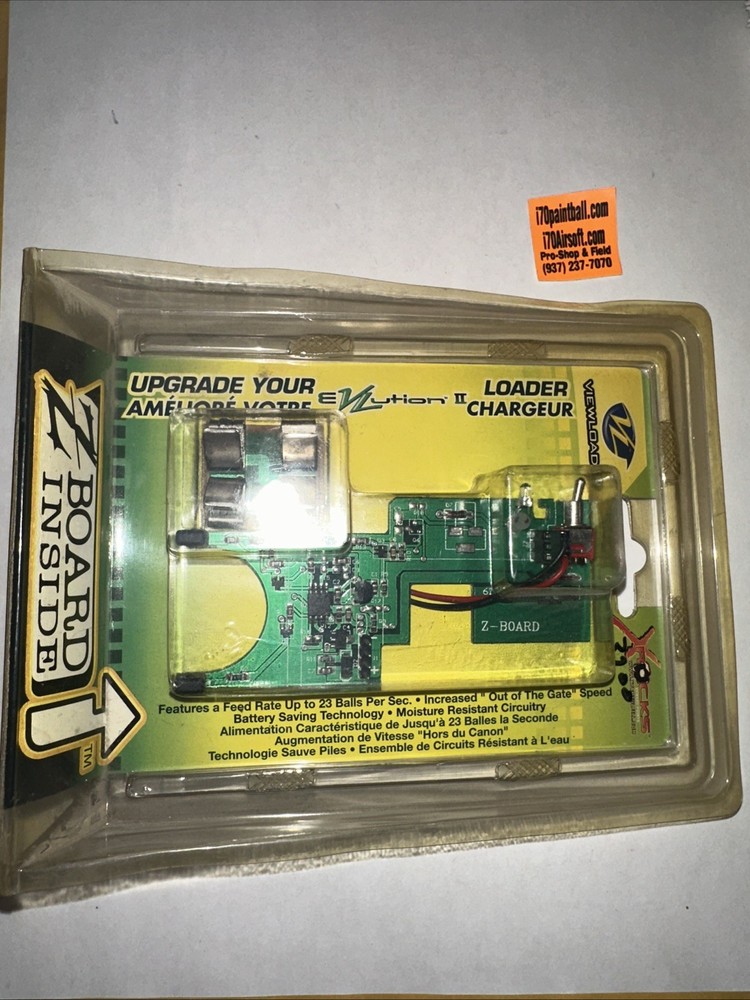 i70paintball.com
i70Airsoft.com
Pro-Shop & Field
(937) 237-7070
UPGRADE YOUR EVLution II LOADER
AMÉLIORÉ VOTRE CHARGEUR
VIEWLOADER
Z BOARD INSIDE
TM
Z-BOARD
Features a Feed Rate Up to 23 Balls Per Sec. • Increased " Out of The Gate" Speed
Battery Saving Technology • Moisture Resistant Circuitry
Alimentation Caractéristique de Jusqu'à 23 Balles la Seconde
Augmentation de Vitesse "Hors du Canon"
Technologie Sauve Piles • Ensemble de Circuits Résistant à L'eau